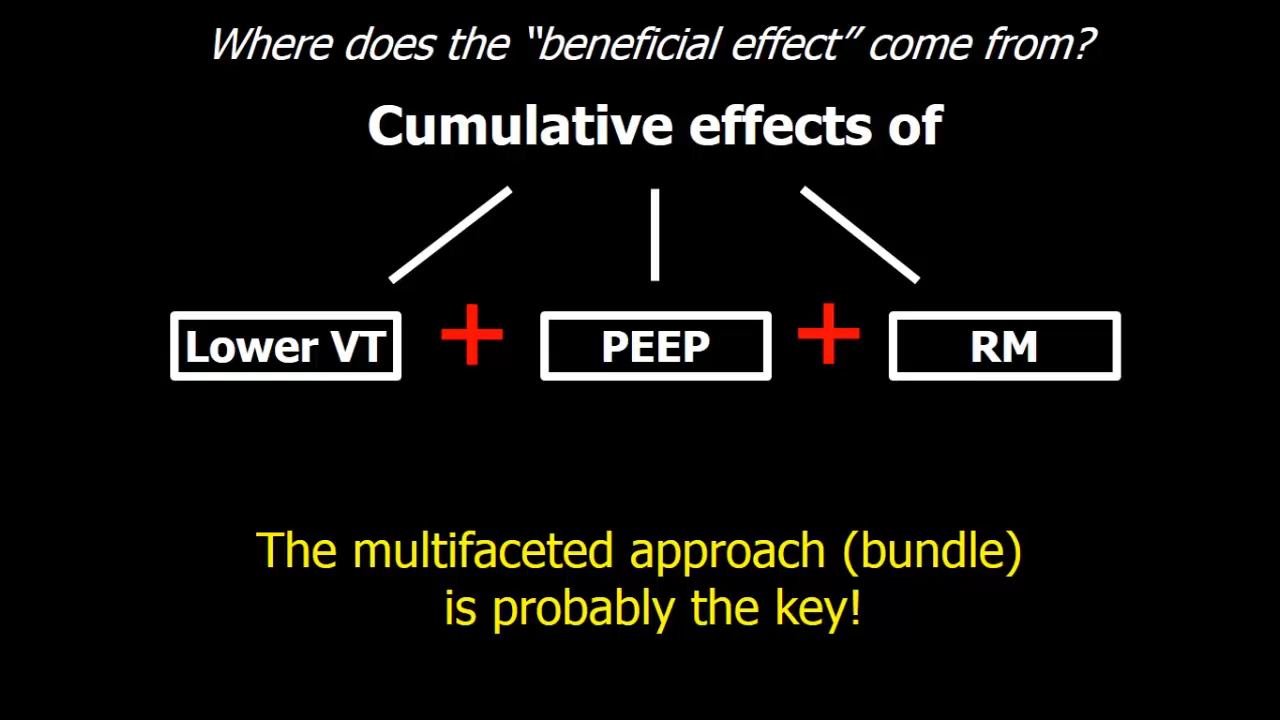 Where does the “beneficial effect” come from?
Cumulative effects of
Lower VT + PEEP + RM
The multifaceted approach (bundle)
is probably the key!